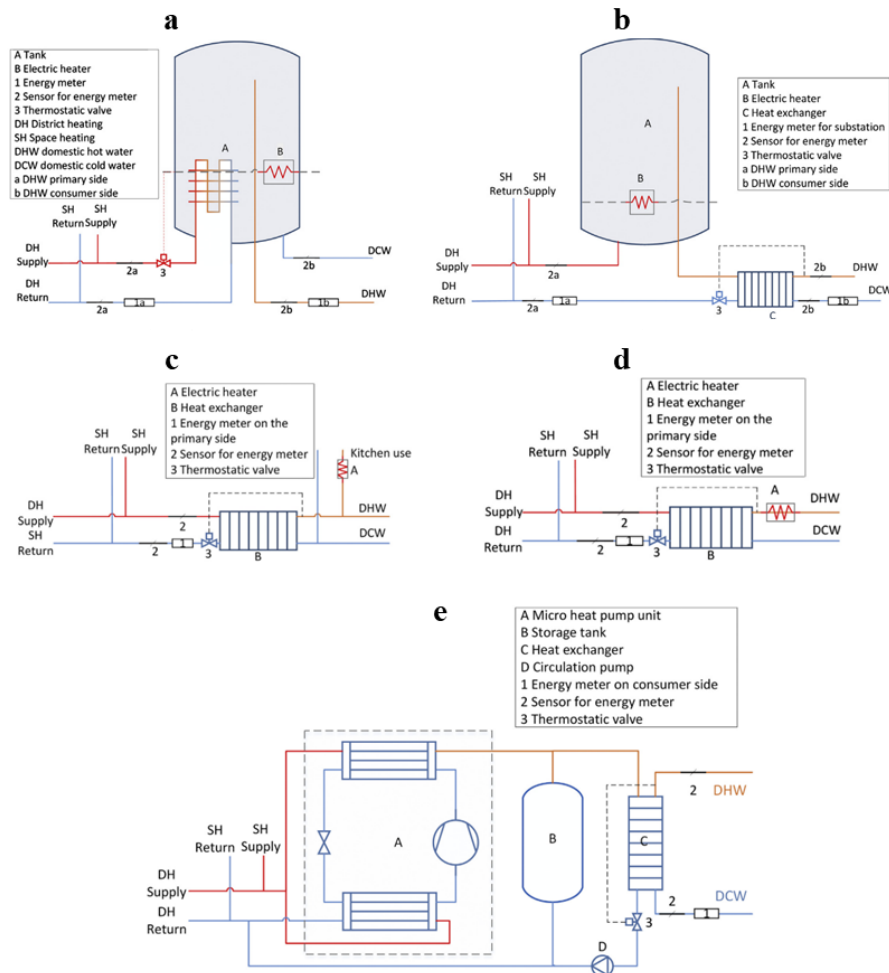 a
A Tank
B Electric heater
1 Energy meter
2 Sensor for energy meter
3 Thermostatic valve
DH District heating
SH Space heating
DHW domestic hot water
DCW domestic cold water
a DHW primary side
b DHW consumer side
A
B
SH
Return
SH
Supply
DH
Supply
2a
3
2b
DCW
DH
Return
2a
1a
2b
1b
DHW
b
A Tank
B Electric heater
C Heat exchanger
1 Energy meter for substation
2 Sensor for energy meter
3 Thermostatic valve
a DHW primary side
b DHW consumer side
A
B
SH
Return
SH
Supply
DH
Supply
2a
2b
DHW
DH
Return
2a
1a
3
C
2b
1b
DCW
c
A Electric heater
B Heat exchanger
1 Energy meter on the
primary side
2 Sensor for energy meter
3 Thermostatic valve
SH
Return
SH
Supply
Kitchen use
A
DH
Supply
2
DHW
SH
Return
2
1
3
B
DCW
d
A Electric heater
B Heat exchanger
1 Energy meter on the
primary side
2 Sensor for energy meter
3 Thermostatic valve
SH
Return
SH
Supply
A
DH
Supply
2
DHW
DH
Return
2
1
3
B
DCW
e
A Micro heat pump unit
B Storage tank
C Heat exchanger
D Circulation pump
1 Energy meter on consumer side
2 Sensor for energy meter
3 Thermostatic valve
SH
Return
SH
Supply
A
B
C
2
DHW
DH
Supply
DH
Return
D
3
2
1
DCW